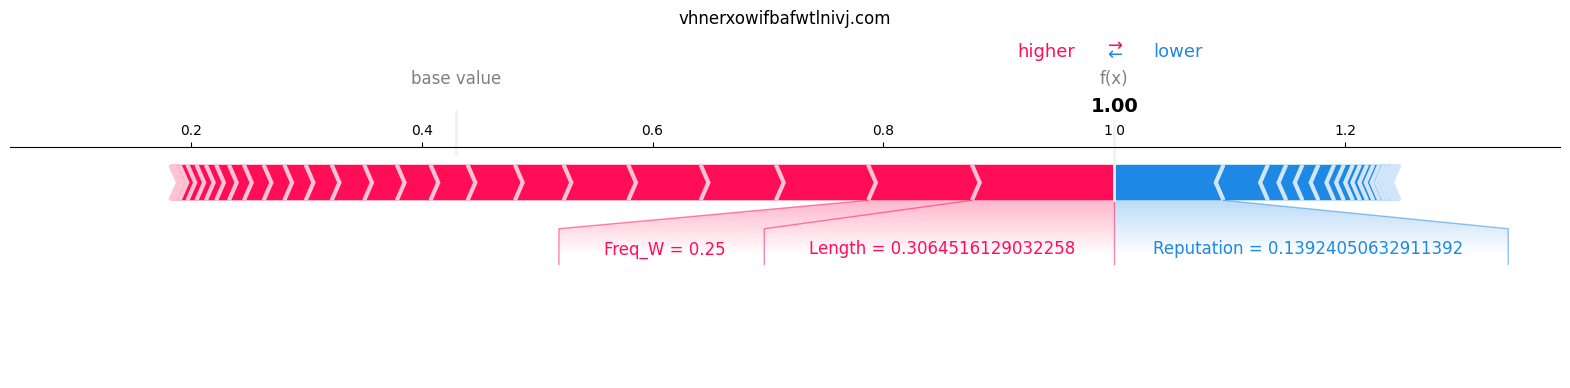 vhnerxowifbafwtlnivj.com
higher ⇄ lower
base value f(x)
1.00
0.2 0.4 0.6 0.8 1.0 1.2
Freq_W = 0.25 Length = 0.3064516129032258 Reputation = 0.13924050632911392